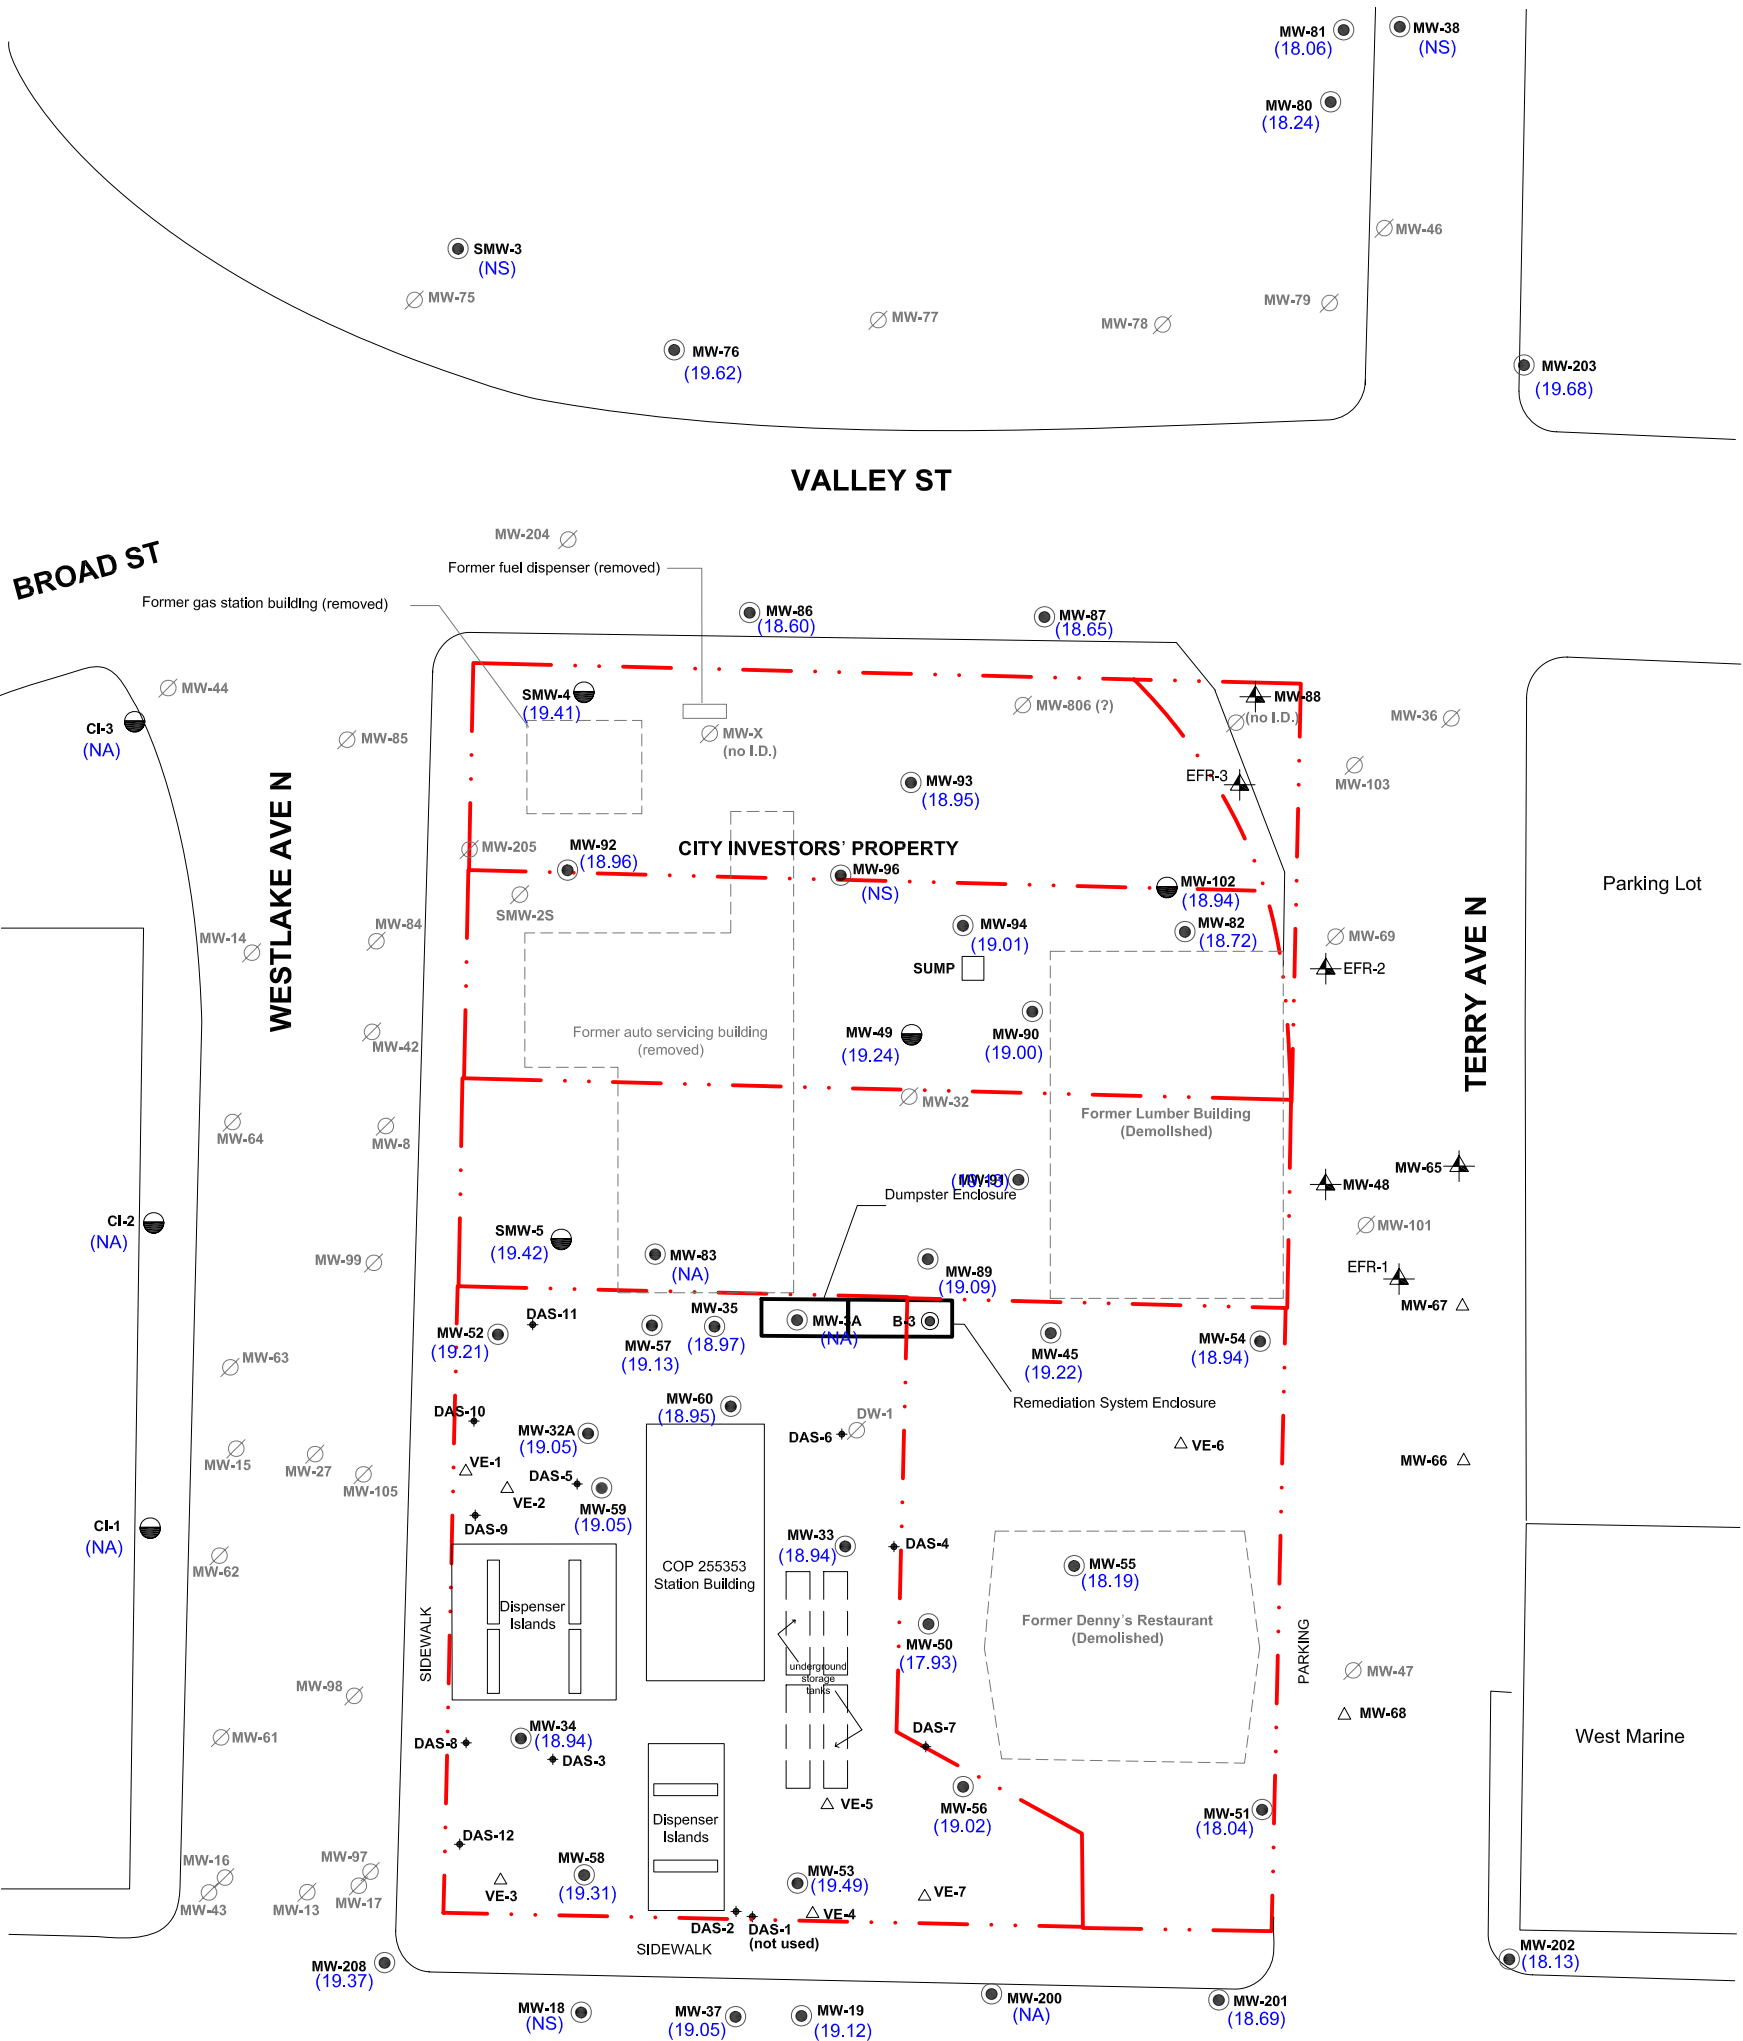 MW-81
(18.06)
MW-38
(NS)
MW-80
(18.24)
MW-46
SMW-3
(NS)
MW-75
MW-77
MW-78
MW-79
MW-76
(19.62)
MW-203
(19.68)
VALLEY ST
BROAD ST
MW-204
Former fuel dispenser (removed)
Former gas station building (removed)
MW-86
(18.60)
MW-87
(18.65)
MW-44
SMW-4
(19.41)
MW-806 (?)
MW-88
(no I.D.)
MW-36
CI-3
(NA)
MW-85
MW-X
(no I.D.)
EFR-3
MW-103
MW-93
(18.95)
WESTLAKE AVE N
MW-205
MW-92
(18.96)
CITY INVESTORS' PROPERTY
MW-96
(NS)
MW-102
(18.94)
Parking Lot
SMW-2S
MW-84
MW-14
MW-94
(19.01)
MW-82
(18.72)
MW-69
EFR-2
SUMP
TERRY AVE N
Former auto servicing building
(removed)
MW-42
MW-49
(19.24)
MW-90
(19.00)
MW-32
Former Lumber Building
(Demolished)
MW-64
MW-8
MW-91
Dumpster Enclosure
MW-65
MW-48
CI-2
(NA)
SMW-5
(19.42)
MW-83
(NA)
MW-101
MW-99
MW-89
(19.09)
EFR-1
MW-67
DAS-11
MW-35
(18.97)
MW-52
(19.21)
MW-57
(19.13)
MW-3A
(NA)
B-3
MW-45
(19.22)
MW-54
(18.94)
MW-63
Remediation System Enclosure
MW-60
(18.95)
DAS-10
MW-32A
(19.05)
DW-1
DAS-6
VE-6
MW-15
MW-27
MW-105
VE-1
VE-2
DAS-5
MW-66
MW-59
(19.05)
DAS-9
CI-1
(NA)
MW-33
(18.94)
DAS-4
MW-62
COP 255353
Station Building
MW-55
(18.19)
Dispenser
Islands
SIDEWALK
Former Denny's Restaurant
(Demolished)
PARKING
MW-50
(17.93)
underground
storage
tanks
MW-47
MW-98
MW-68
MW-61
DAS-8
MW-34
(18.94)
DAS-3
DAS-7
West Marine
VE-5
MW-56
(19.02)
MW-51
(18.04)
Dispenser
Islands
DAS-12
MW-16
MW-97
MW-58
(19.31)
MW-53
(19.49)
VE-3
VE-7
MW-43
MW-13
MW-17
DAS-2
DAS-1
(not used)
VE-4
SIDEWALK
MW-208
(19.37)
MW-202
(18.13)
MW-18
(NS)
MW-37
(19.05)
MW-19
(19.12)
MW-200
(NA)
MW-201
(18.69)